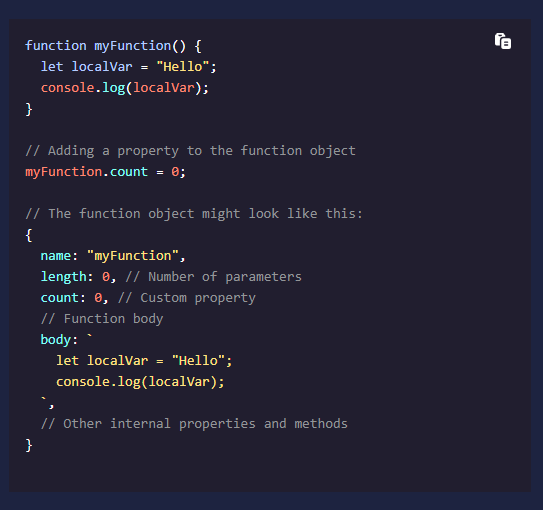 function myFunction() {
  let localVar = "Hello";
  console.log(localVar);
}

// Adding a property to the function object
myFunction.count = 0;

// The function object might look like this:
{
  name: "myFunction",
  length: 0, // Number of parameters
  count: 0, // Custom property
  // Function body
  body: `
    let localVar = "Hello";
    console.log(localVar);
  `,
  // Other internal properties and methods
}